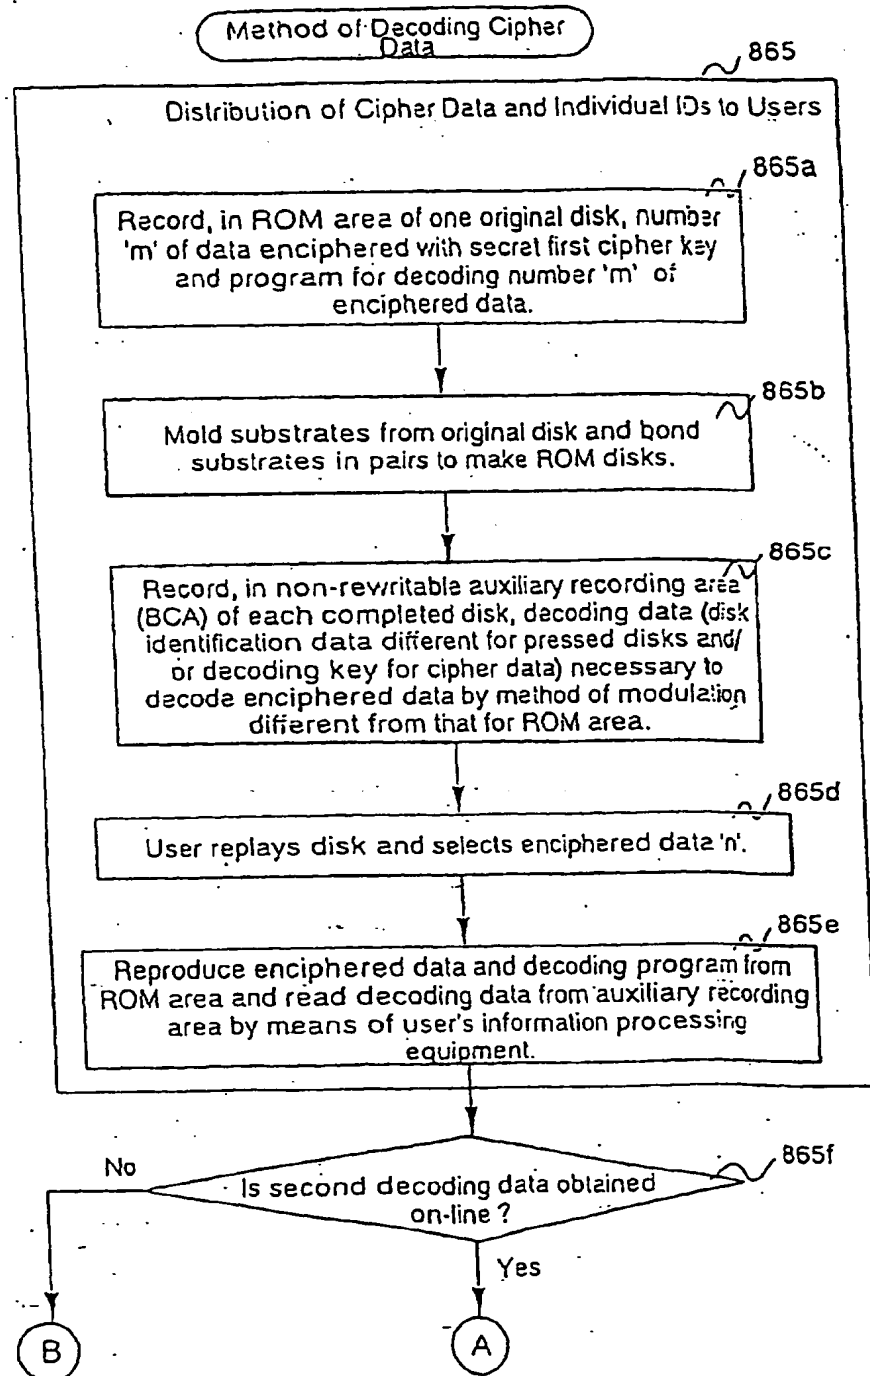 Method of Decoding Cipher
Data
865
Distribution of Cipher Data and Individual IDs to Users
865a
Record, in ROM area of one original disk, number
'm' of data enciphered with secret first cipher key
and program for decoding number 'm' of
enciphered data.
865b
Mold substrates from original disk and bond
substrates in pairs to make ROM disks.
865c
Record, in non-rewritable auxiliary recording area
(BCA) of each completed disk, decoding data (disk
identification data different for pressed disks and/
or decoding key for cipher data) necessary to
decode enciphered data by method of modulation
different from that for ROM area.
865d
User replays disk and selects enciphered data 'n'.
865e
Reproduce enciphered data and decoding program from
ROM area and read decoding data from auxiliary recording
area by means of user's information processing
equipment.
865f
No
Is second decoding data obtained
on-line ?
Yes
B
A